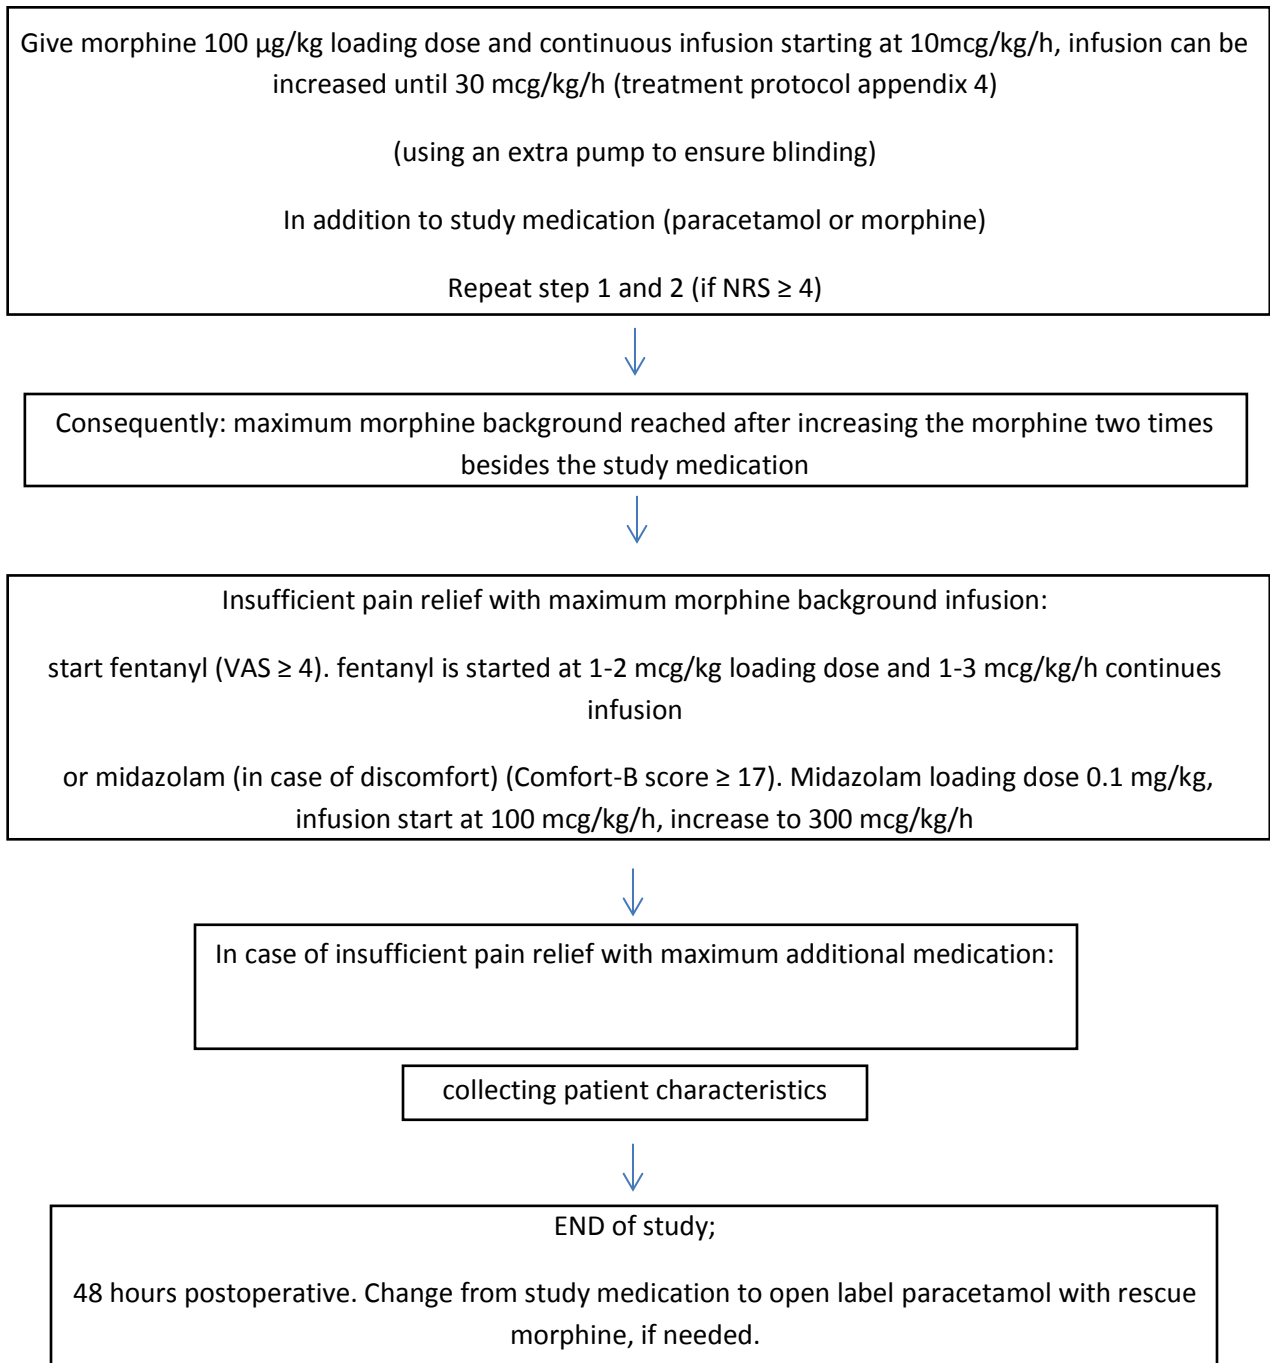 Give morphine 100 µg/kg loading dose and continuous infusion starting at 10mcg/kg/h, infusion can be
increased until 30 mcg/kg/h (treatment protocol appendix 4)
(using an extra pump to ensure blinding)
In addition to study medication (paracetamol or morphine)
Repeat step 1 and 2 (if NRS ≥ 4)
Consequently: maximum morphine background reached after increasing the morphine two times
besides the study medication
Insufficient pain relief with maximum morphine background infusion:
start fentanyl (VAS ≥ 4). fentanyl is started at 1-2 mcg/kg loading dose and 1-3 mcg/kg/h continues
infusion
or midazolam (in case of discomfort) (Comfort-B score ≥ 17). Midazolam loading dose 0.1 mg/kg,
infusion start at 100 mcg/kg/h, increase to 300 mcg/kg/h
In case of insufficient pain relief with maximum additional medication:
collecting patient characteristics
END of study;
48 hours postoperative. Change from study medication to open label paracetamol with rescue
morphine, if needed.